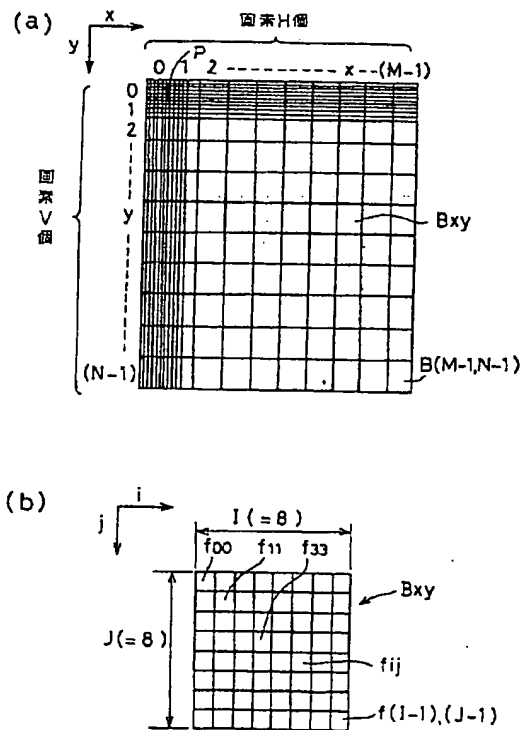 (a)
x
y
画素H個
P
0 1 2 ------- x --(M-1)
0
1
2
y
(N-1)
画素V個
Bxy
B(M-1,N-1)
(b)
i
j
I(=8)
f00 f11 f33
J(=8)
Bxy
fij
f(I-1),(J-1)